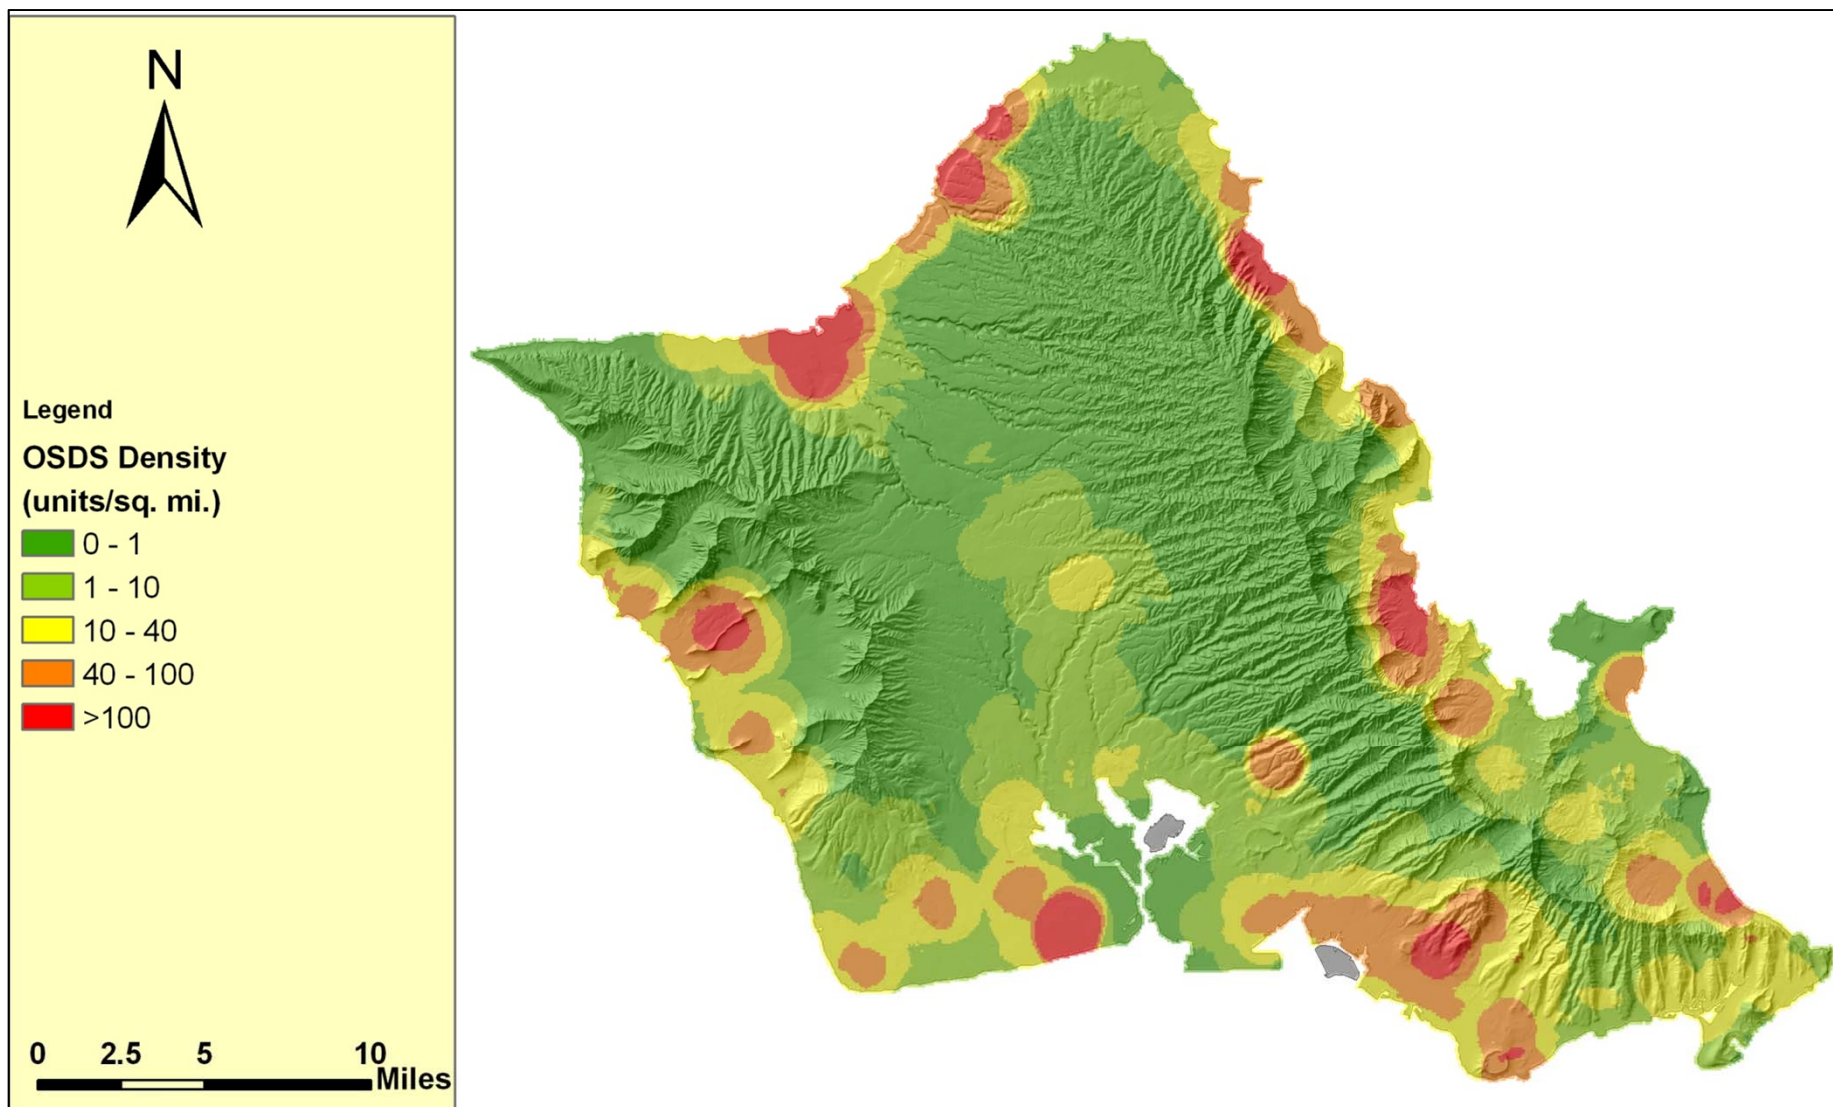 N
Legend
OSDS Density
(units/sq. mi.)
0 - 1
1 - 10
10 - 40
40 - 100
>100
0 2.5 5 10
Miles